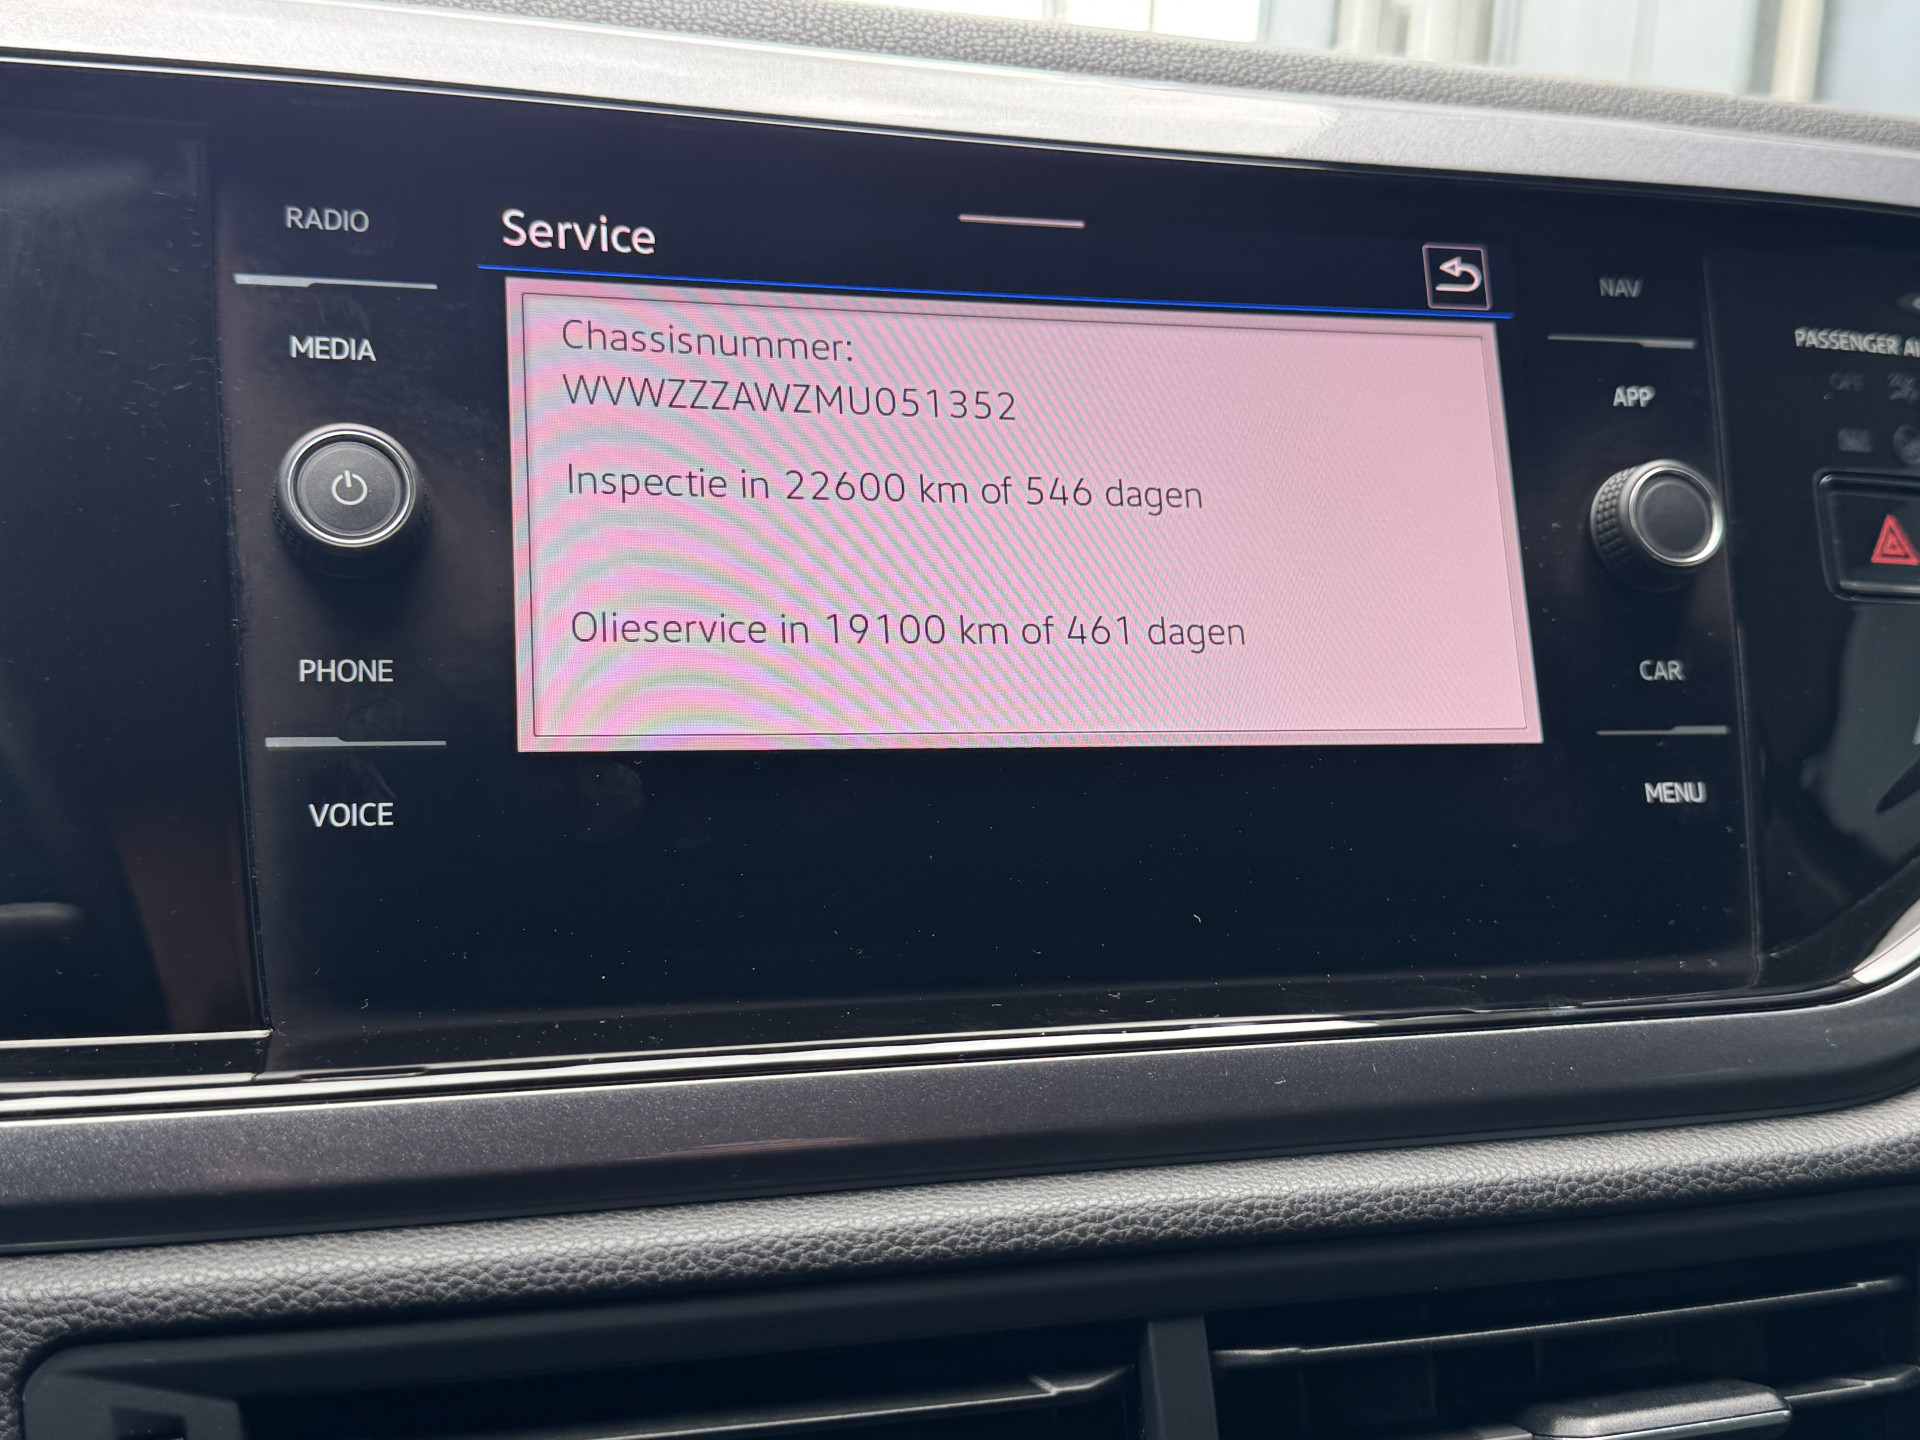 RADIO
MEDIA
PHONE
VOICE
Service
Chassisnummer:
WVWZZZAWZMU051352
Inspectie in 22600 km of 546 dagen
Olieservice in 19100 km of 461 dagen
NAV
APP
CAR
MENU
PASSENGER
OFF